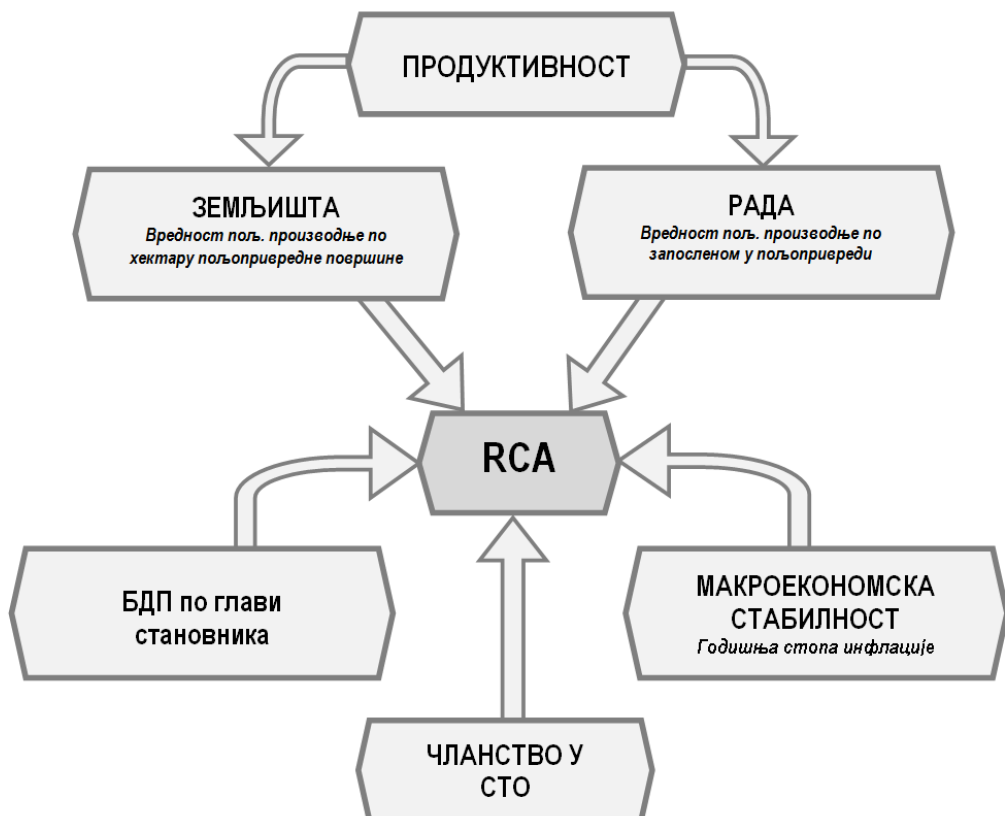 ПРОДУКТИВНОСТ
ЗЕМЉИШТА
Вредност пољ. производње по
хектару пољопривредне површине
РАДА
Вредност пољ. производње по
запосленом у пољопривреди
RCA
БДП по глави
становника
МАКРОЕКОНОМСКА
СТАБИЛНОСТ
Годишња стопа инфлације
ЧЛАНСТВО У
СТО